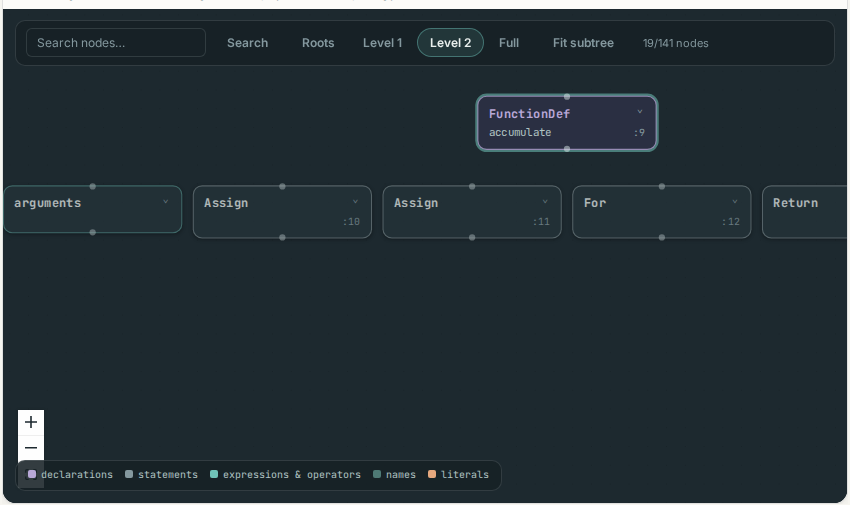 Search nodes...
Search
Roots
Level 1
Level 2
Full
Fit subtree
19/141 nodes
FunctionDef
accumulate :9
arguments
Assign
:10
Assign
:11
For
:12
Return
declarations
statements
expressions & operators
names
literals